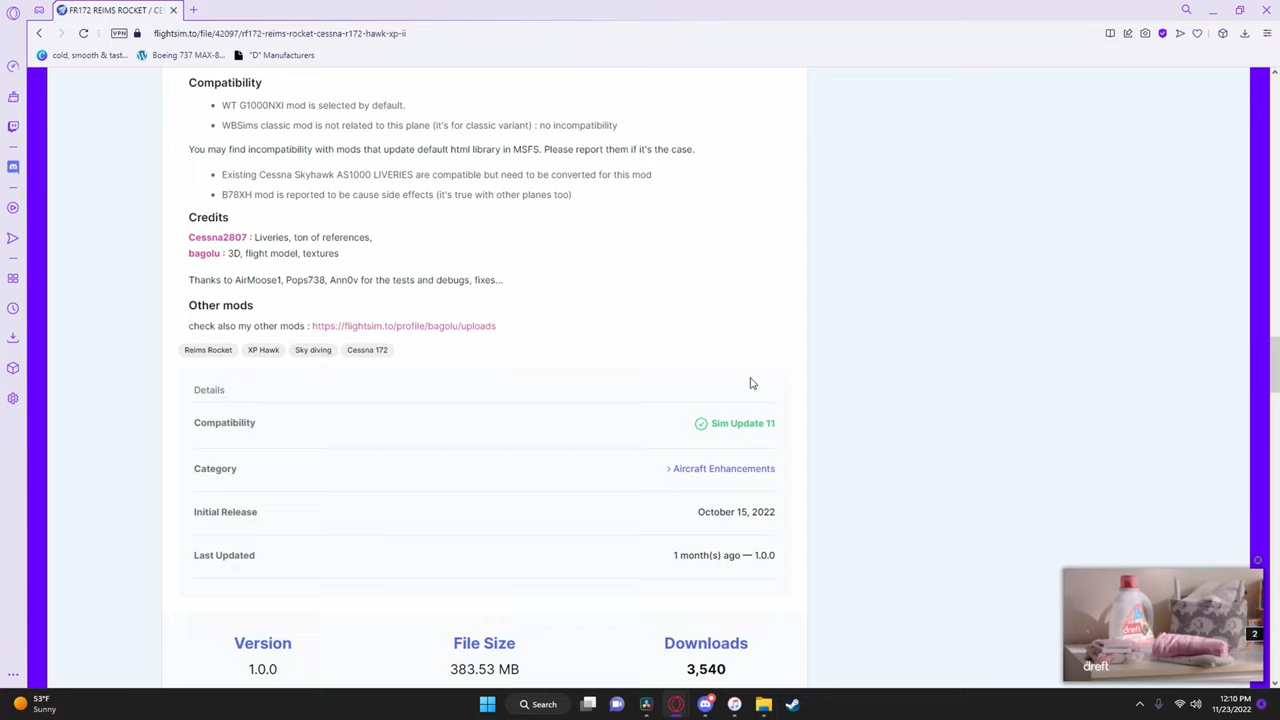 FR172 REIMS ROCKET / CE
VPN
flightsim.to/file/42097/rf172-reims-rocket-cessna-r172-hawk-xp-ii
cold, smooth & tast...
Boeing 737 MAX-8...
"D" Manufacturers
Compatibility
WT G1000NXI mod is selected by default.
WBSims classic mod is not related to this plane (it's for classic variant) : no incompatibility
You may find incompatibility with mods that update default html library in MSFS. Please report them if it's the case.
Existing Cessna Skyhawk AS1000 LIVERIES are compatible but need to be converted for this mod
B78XH mod is reported to be cause side effects (it's true with other planes too)
Credits
Cessna2807 : Liveries, ton of references,
bagolu : 3D, flight model, textures
Thanks to AirMoose1, Pops738, Ann0v for the tests and debugs, fixes...
Other mods
check also my other mods : https://flightsim.to/profile/bagolu/uploads
Reims Rocket XP Hawk Sky diving Cessna 172
Details
Compatibility Sim Update 11
Category › Aircraft Enhancements
Initial Release October 15, 2022
Last Updated 1 month(s) ago — 1.0.0
Version File Size Downloads
1.0.0 383.53 MB 3,540
dreft
dreft
2
53°F
Sunny
Search
12:10 PM
11/23/2022